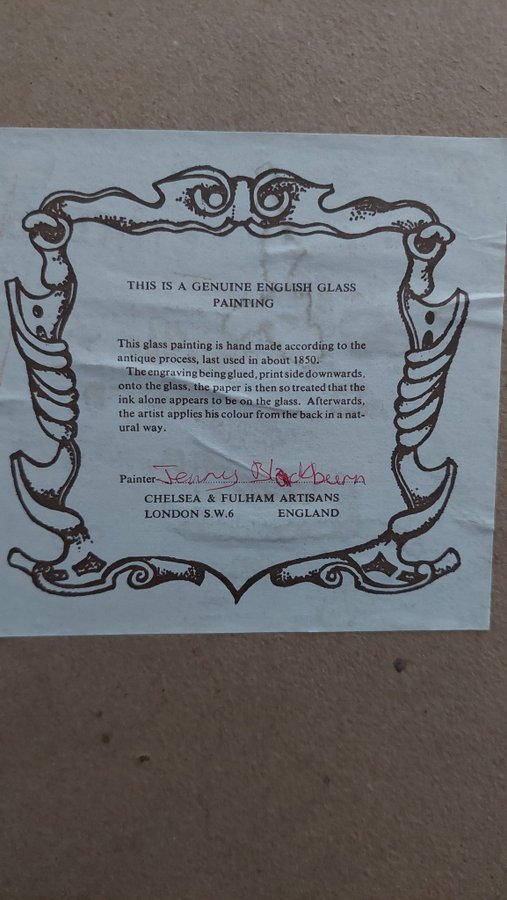 THIS IS A GENUINE ENGLISH GLASS
PAINTING
This glass painting is hand made according to the
antique process, last used in about 1850.
The engraving being glued, printside downwards,
onto the glass, the paper is then so treated that the
ink alone appears to be on the glass. Afterwards,
the artist applies his colour from the back in a nat-
ural way.
Painter Jenny Blackburn
CHELSEA & FULHAM ARTISANS
LONDON S.W.6 ENGLAND